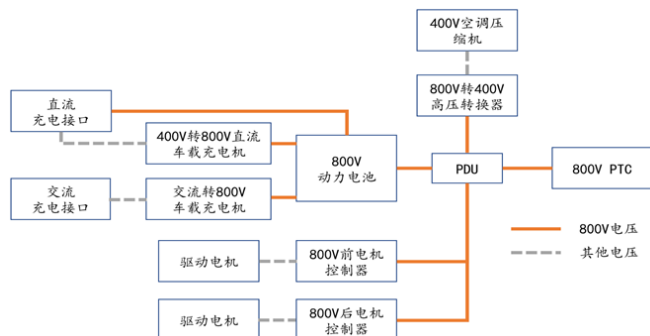 400V空调压
缩机
800V转400V
高压转换器
直流
充电接口
400V转800V直流
车载充电机
800V
动力电池
PDU
800V PTC
交流
充电接口
交流转800V
车载充电机
800V电压
其他电压
驱动电机
800V前电机
控制器
驱动电机
800V后电机
控制器